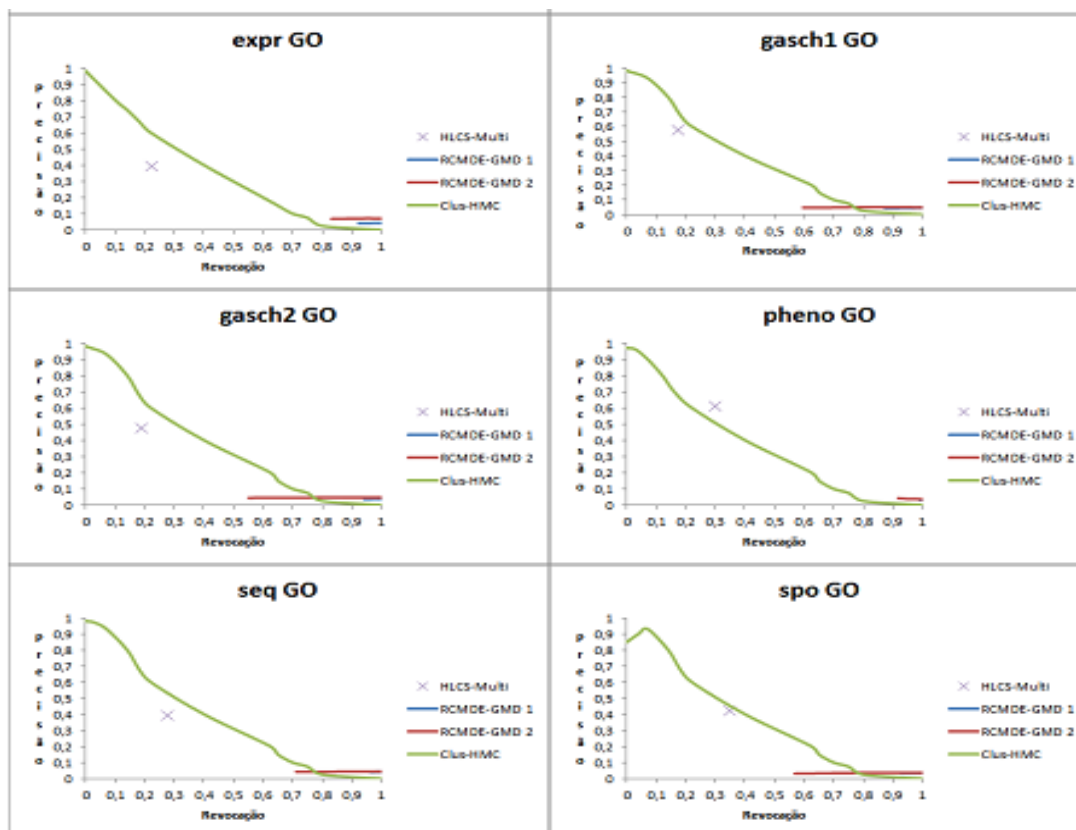 expr GO
precisão
1
0,9
0,8
0,7
0,6
0,5
0,4
0,3
0,2
0,1
0
0 0,1 0,2 0,3 0,4 0,5 0,6 0,7 0,8 0,9 1
Revocação
HLCS-Multi
RCMDE-GMD 1
RCMDE-GMD 2
Clus-HMC
gasch1 GO
precisão
1
0,9
0,8
0,7
0,6
0,5
0,4
0,3
0,2
0,1
0
0 0,1 0,2 0,3 0,4 0,5 0,6 0,7 0,8 0,9 1
Revocação
HLCS-Multi
RCMDE-GMD 1
RCMDE-GMD 2
Clus-HMC
gasch2 GO
precisão
1
0,9
0,8
0,7
0,6
0,5
0,4
0,3
0,2
0,1
0
0 0,1 0,2 0,3 0,4 0,5 0,6 0,7 0,8 0,9 1
Revocação
HLCS-Multi
RCMDE-GMD 1
RCMDE-GMD 2
Clus-HMC
pheno GO
precisão
1
0,9
0,8
0,7
0,6
0,5
0,4
0,3
0,2
0,1
0
0 0,1 0,2 0,3 0,4 0,5 0,6 0,7 0,8 0,9 1
Revocação
HLCS-Multi
RCMDE-GMD 1
RCMDE-GMD 2
Clus-HMC
seq GO
precisão
1
0,9
0,8
0,7
0,6
0,5
0,4
0,3
0,2
0,1
0
0 0,1 0,2 0,3 0,4 0,5 0,6 0,7 0,8 0,9 1
Revocação
HLCS-Multi
RCMDE-GMD 1
RCMDE-GMD 2
Clus-HMC
spo GO
precisão
1
0,9
0,8
0,7
0,6
0,5
0,4
0,3
0,2
0,1
0
0 0,1 0,2 0,3 0,4 0,5 0,6 0,7 0,8 0,9 1
Revocação
HLCS-Multi
RCMDE-GMD 1
RCMDE-GMD 2
Clus-HMC